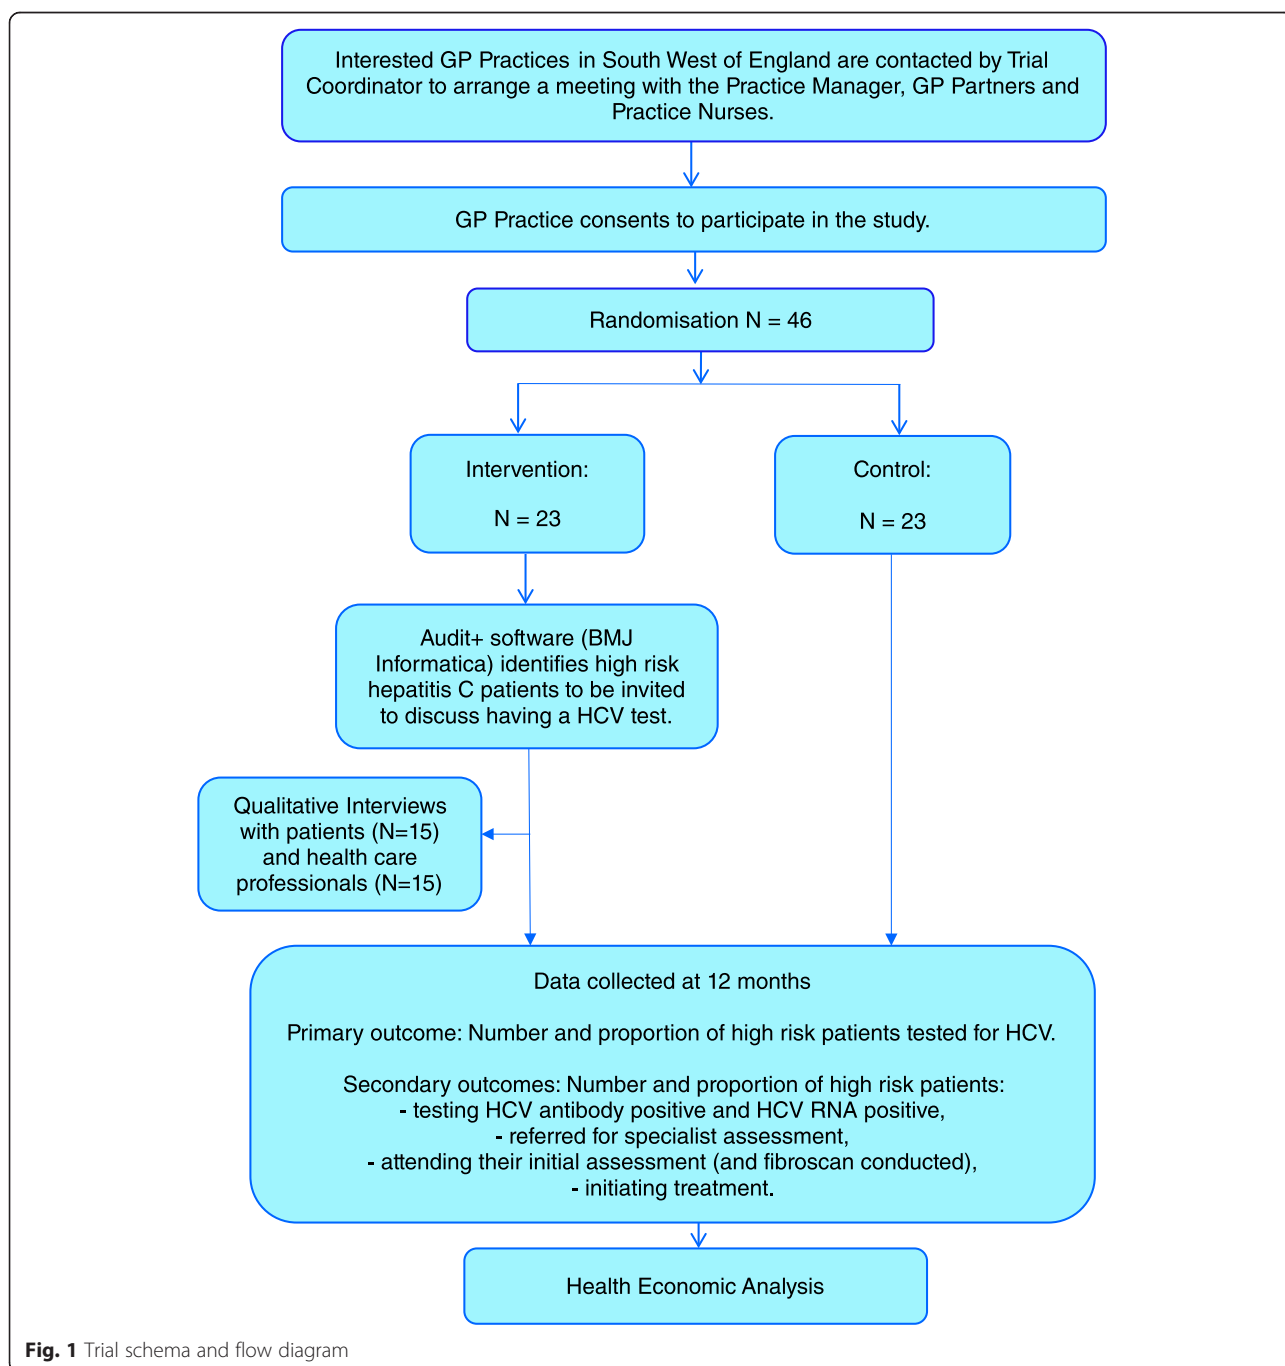 Interested GP Practices in South West of England are contacted by Trial
Coordinator to arrange a meeting with the Practice Manager, GP Partners and
Practice Nurses.
GP Practice consents to participate in the study.
Randomisation N = 46
Intervention:
N = 23
Control:
N = 23
Audit+ software (BMJ
Informatica) identifies high risk
hepatitis C patients to be invited
to discuss having a HCV test.
Qualitative Interviews
with patients (N=15)
and health care
professionals (N=15)
Data collected at 12 months
Primary outcome: Number and proportion of high risk patients tested for HCV.
Secondary outcomes: Number and proportion of high risk patients:
- testing HCV antibody positive and HCV RNA positive,
- referred for specialist assessment,
- attending their initial assessment (and fibroscan conducted),
- initiating treatment.
Health Economic Analysis
Fig. 1 Trial schema and flow diagram